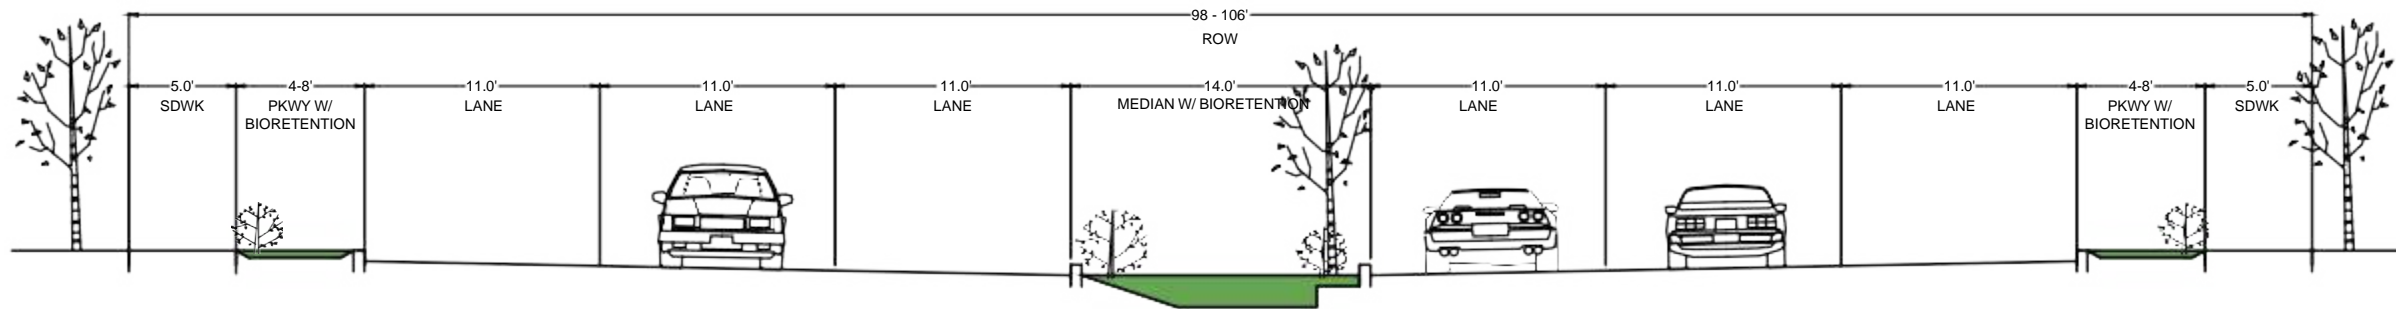 98 - 106'
ROW
5.0' 4-8' 11.0' 11.0' 11.0' 14.0' 11.0' 11.0' 11.0' 4-8' 5.0'
SDWK PKWY W/ LANE LANE LANE MEDIAN W/ BIORETENTION LANE LANE LANE PKWY W/ SDWK
BIORETENTION BIORETENTION